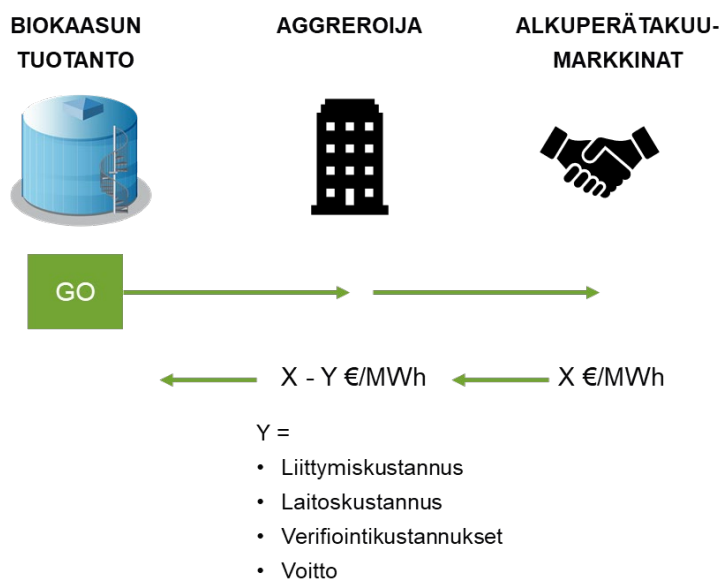 BIOKAASUN
TUOTANTO
AGGREROIJA
ALKUPERÄTAKUU-
MARKKINAT
GO
X - Y €/MWh
X €/MWh
Y =
• Liittymiskustannus
• Laitoskustannus
• Verifiointikustannukset
• Voitto